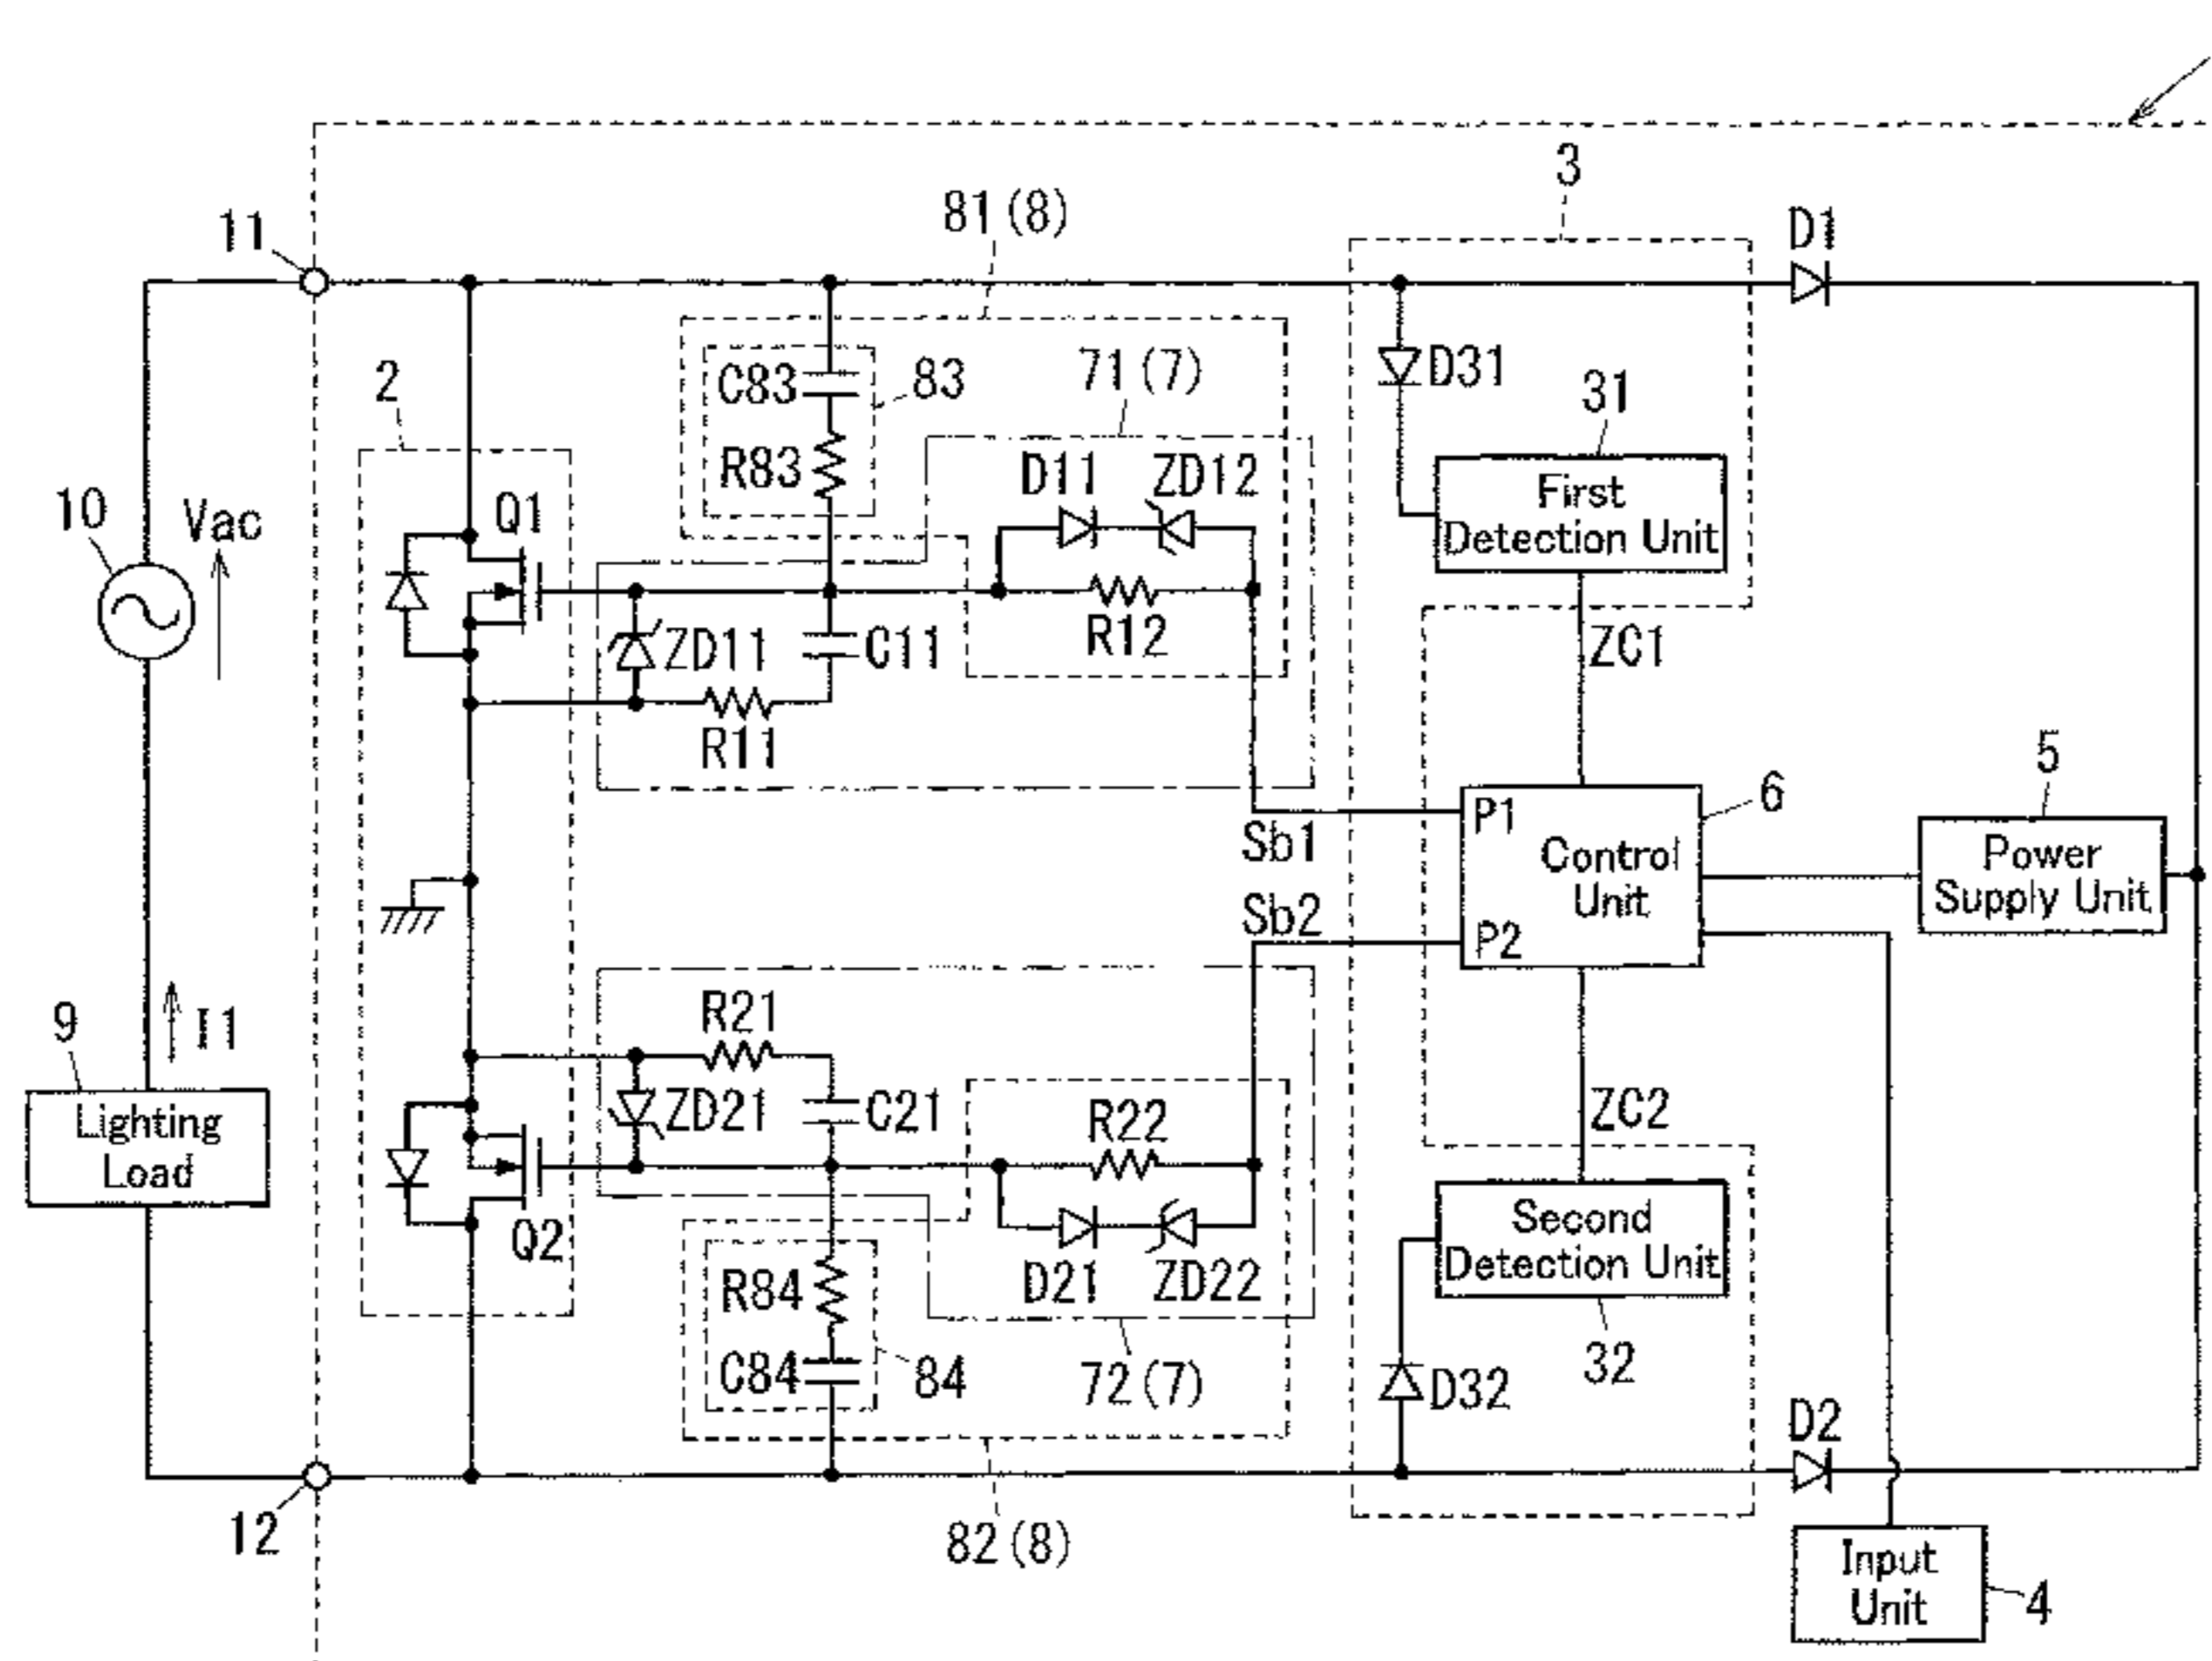 3
81(8)
D1
11
2
C83
83
71(7)
D31
31
R83
D11
ZD12
First
Detection Unit
10
Vac
Q1
ZD11
C11
R12
ZC1
R11
5
6
P1
Sb1
Control
Unit
Power
Supply Unit
Sb2
P2
9
I1
R21
ZD21
C21
R22
ZC2
Lighting
Load
Q2
Second
Detection Unit
R84
D21
ZD22
C84
84
72(7)
32
D32
D2
12
82(8)
Input
Unit
4